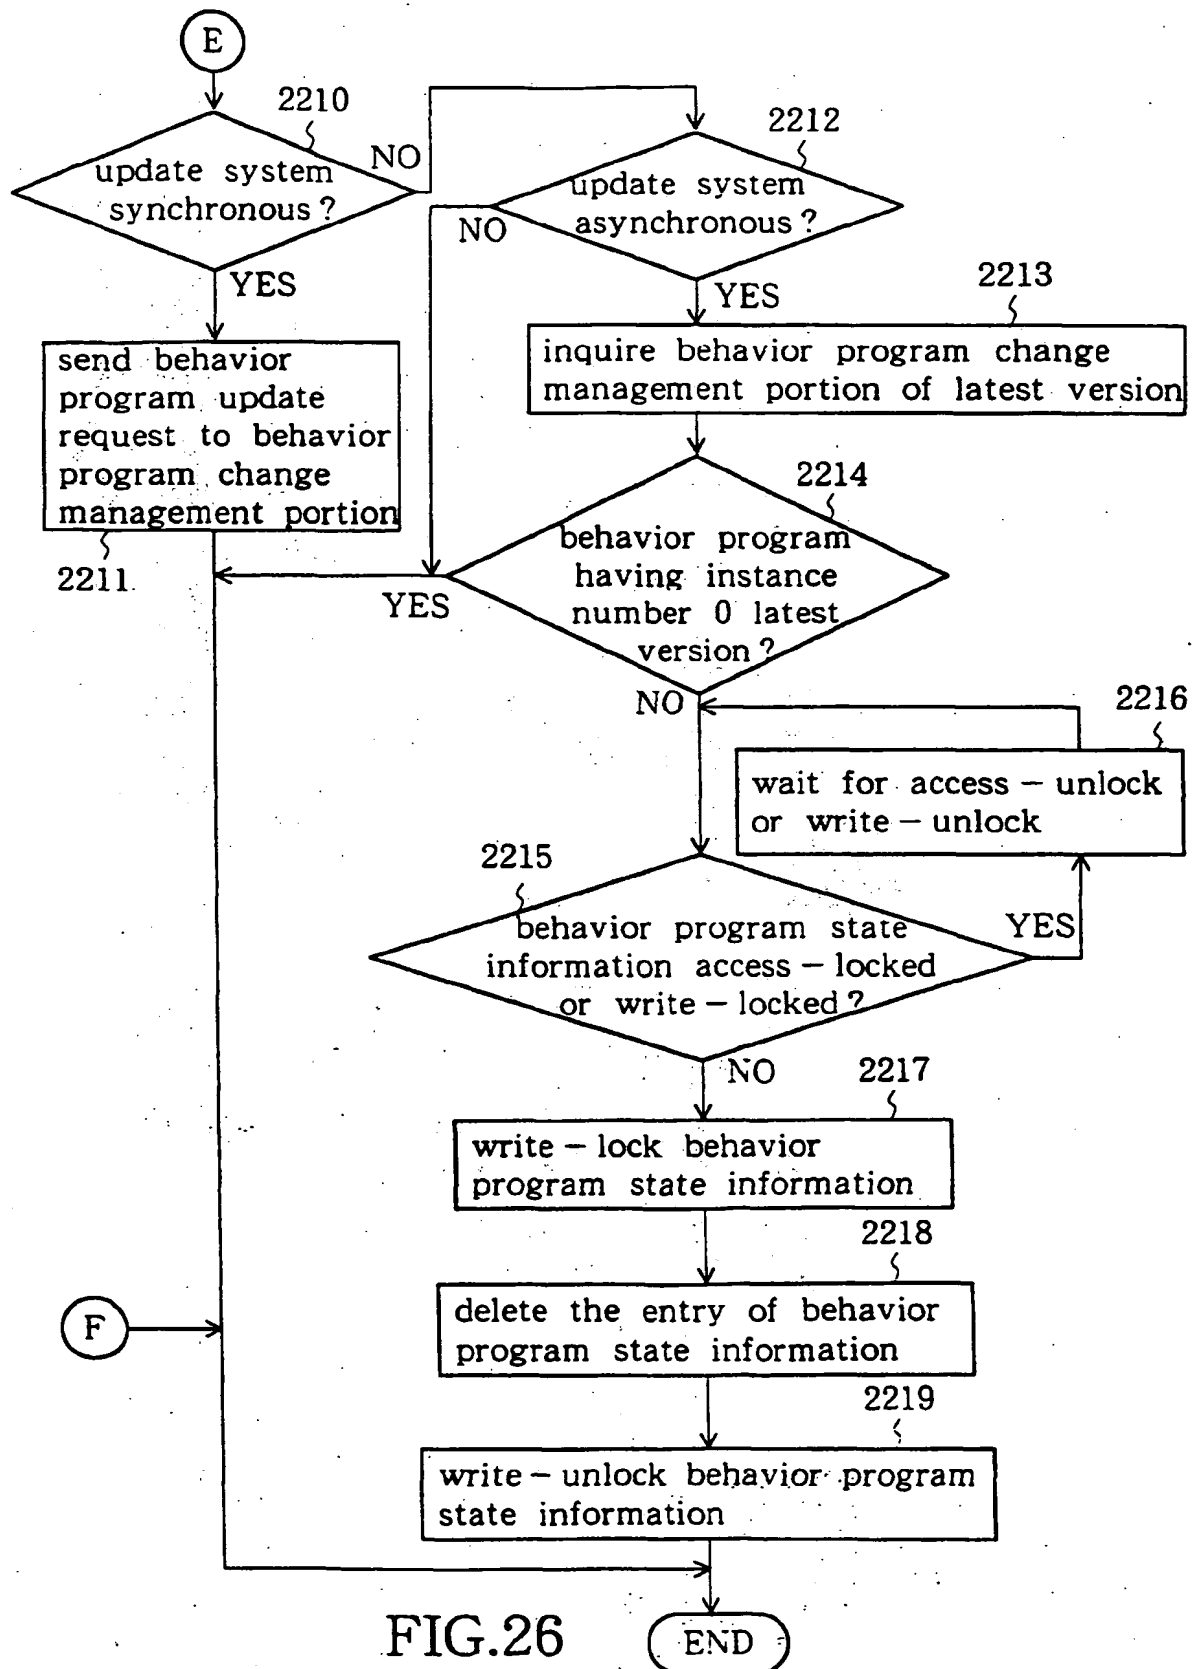 E
2210
update system
synchronous?
NO
YES
2212
update system
asynchronous?
NO
YES
2213
inquire behavior program change
management portion of latest version
send behavior
program update
request to behavior
program change
management portion
2211
2214
behavior program
having instance
number 0 latest
version?
YES
NO
2216
wait for access-unlock
or write-unlock
2215
behavior program state
information access-locked
or write-locked?
YES
NO
2217
write-lock behavior
program state information
2218
delete the entry of behavior
program state information
F
2219
write-unlock behavior program
state information
FIG.26
END